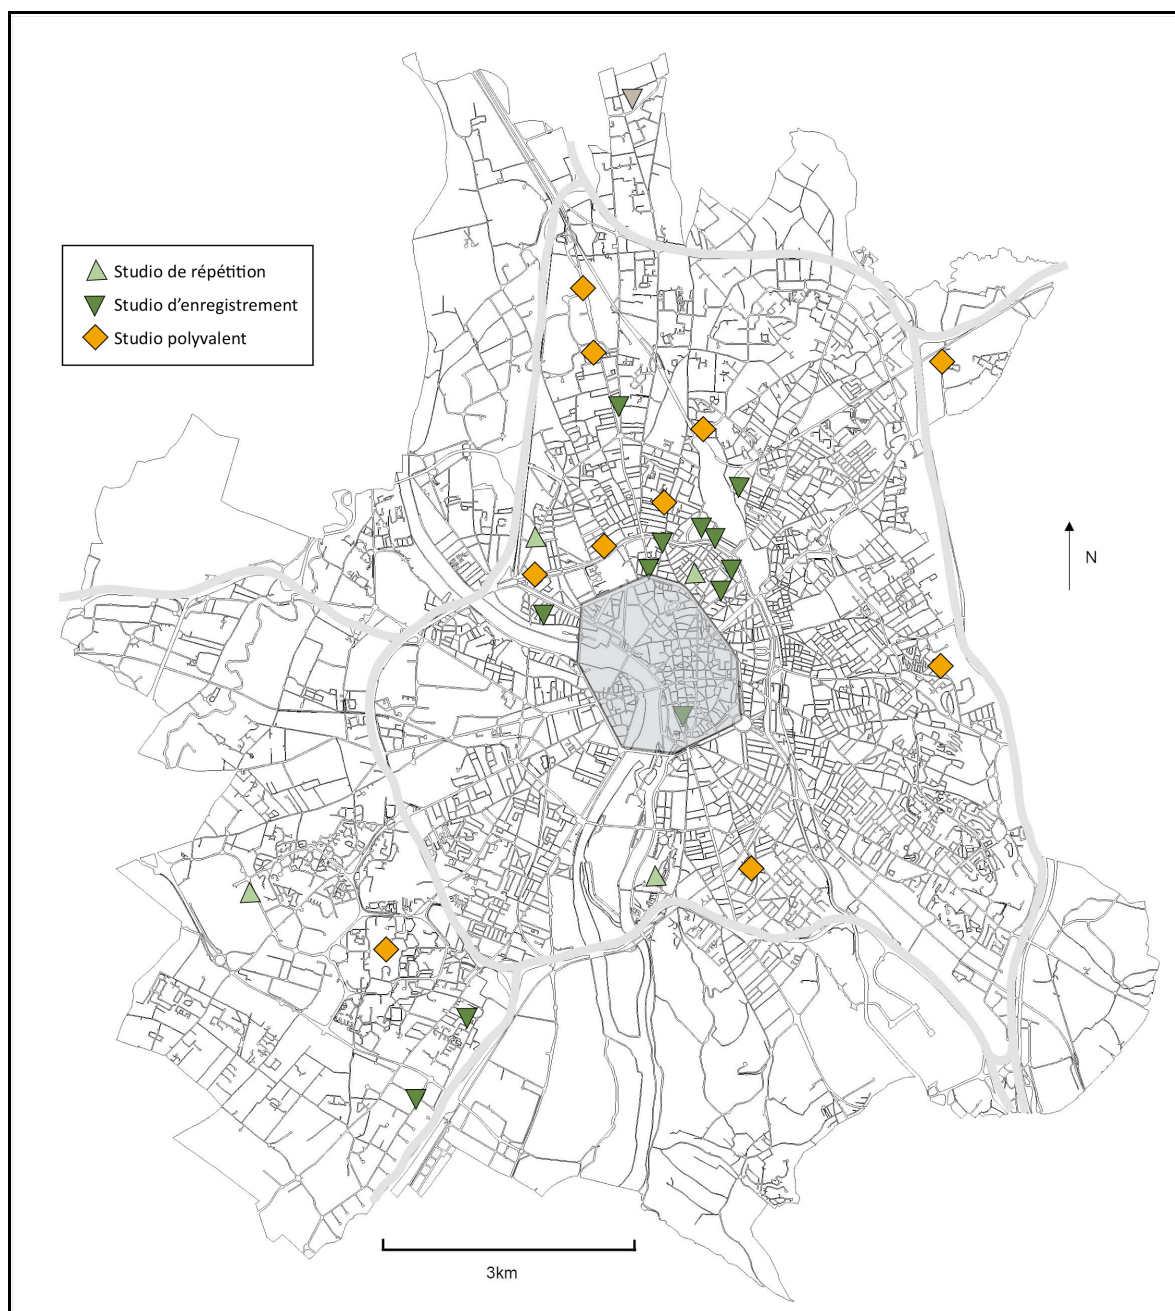 Studio de répétition
Studio d’enregistrement
Studio polyvalent
N
3km